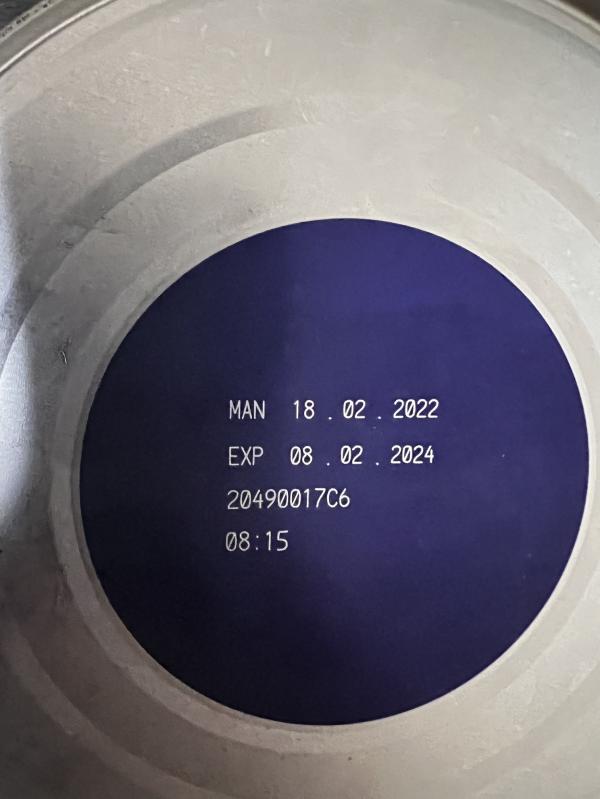 MAN 18 . 02 . 2022
EXP 08 . 02 . 2024
20490017C6
08:15